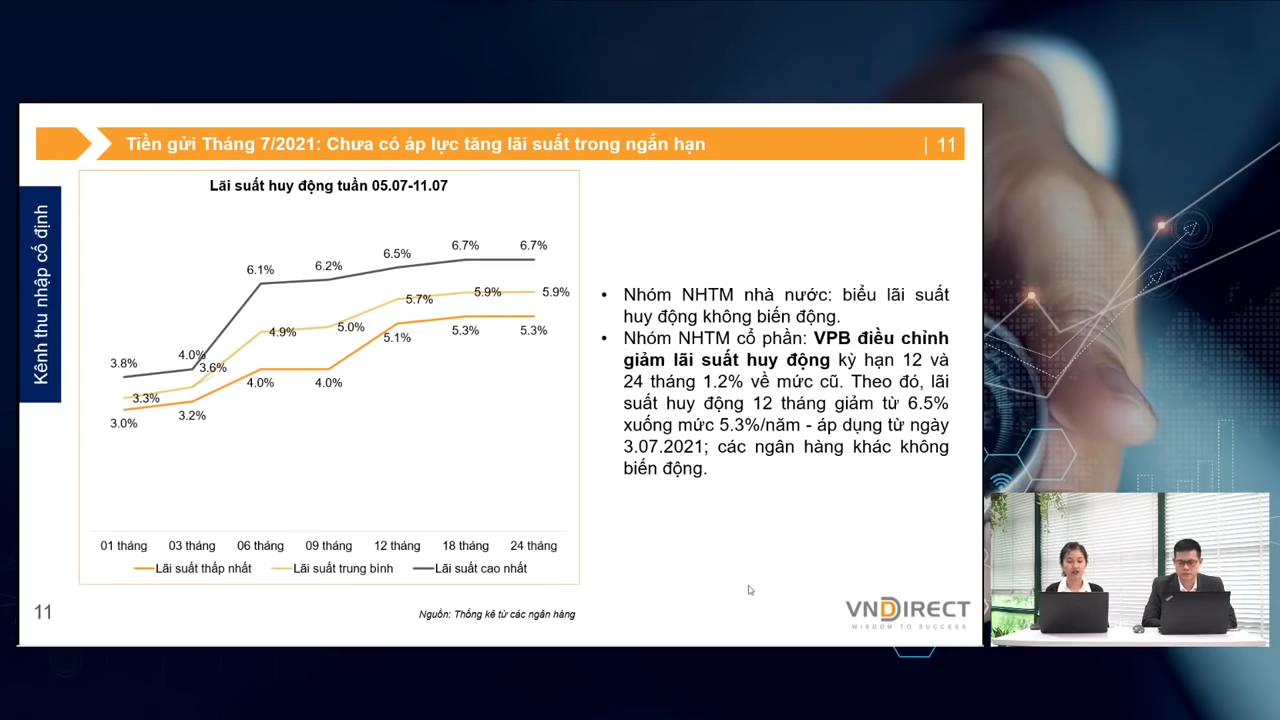 Tiền gửi Tháng 7/2021: Chưa có áp lực tăng lãi suất trong ngắn hạn
| 11
Kênh thu nhập cố định
Lãi suất huy động tuần 05.07-11.07
6.1% 6.2% 6.5% 6.7% 6.7%
4.9% 5.0% 5.7% 5.9% 5.9%
3.8% 4.0%
3.3% 3.6%
3.0% 3.2% 4.0% 4.0% 5.1% 5.3% 5.3%
01 tháng 03 tháng 06 tháng 09 tháng 12 tháng 18 tháng 24 tháng
Lãi suất thấp nhất Lãi suất trung bình Lãi suất cao nhất
• Nhóm NHTM nhà nước: biểu lãi suất
huy động không biến động.
• Nhóm NHTM cổ phần: VPB điều chỉnh
giảm lãi suất huy động kỳ hạn 12 và
24 tháng 1.2% về mức cũ. Theo đó, lãi
suất huy động 12 tháng giảm từ 6.5%
xuống mức 5.3%/năm - áp dụng từ ngày
3.07.2021; các ngân hàng khác không
biến động.
11
Nguồn: Thống kê từ các ngân hàng
VNDIRECT
WISDOM TO SUCCESS